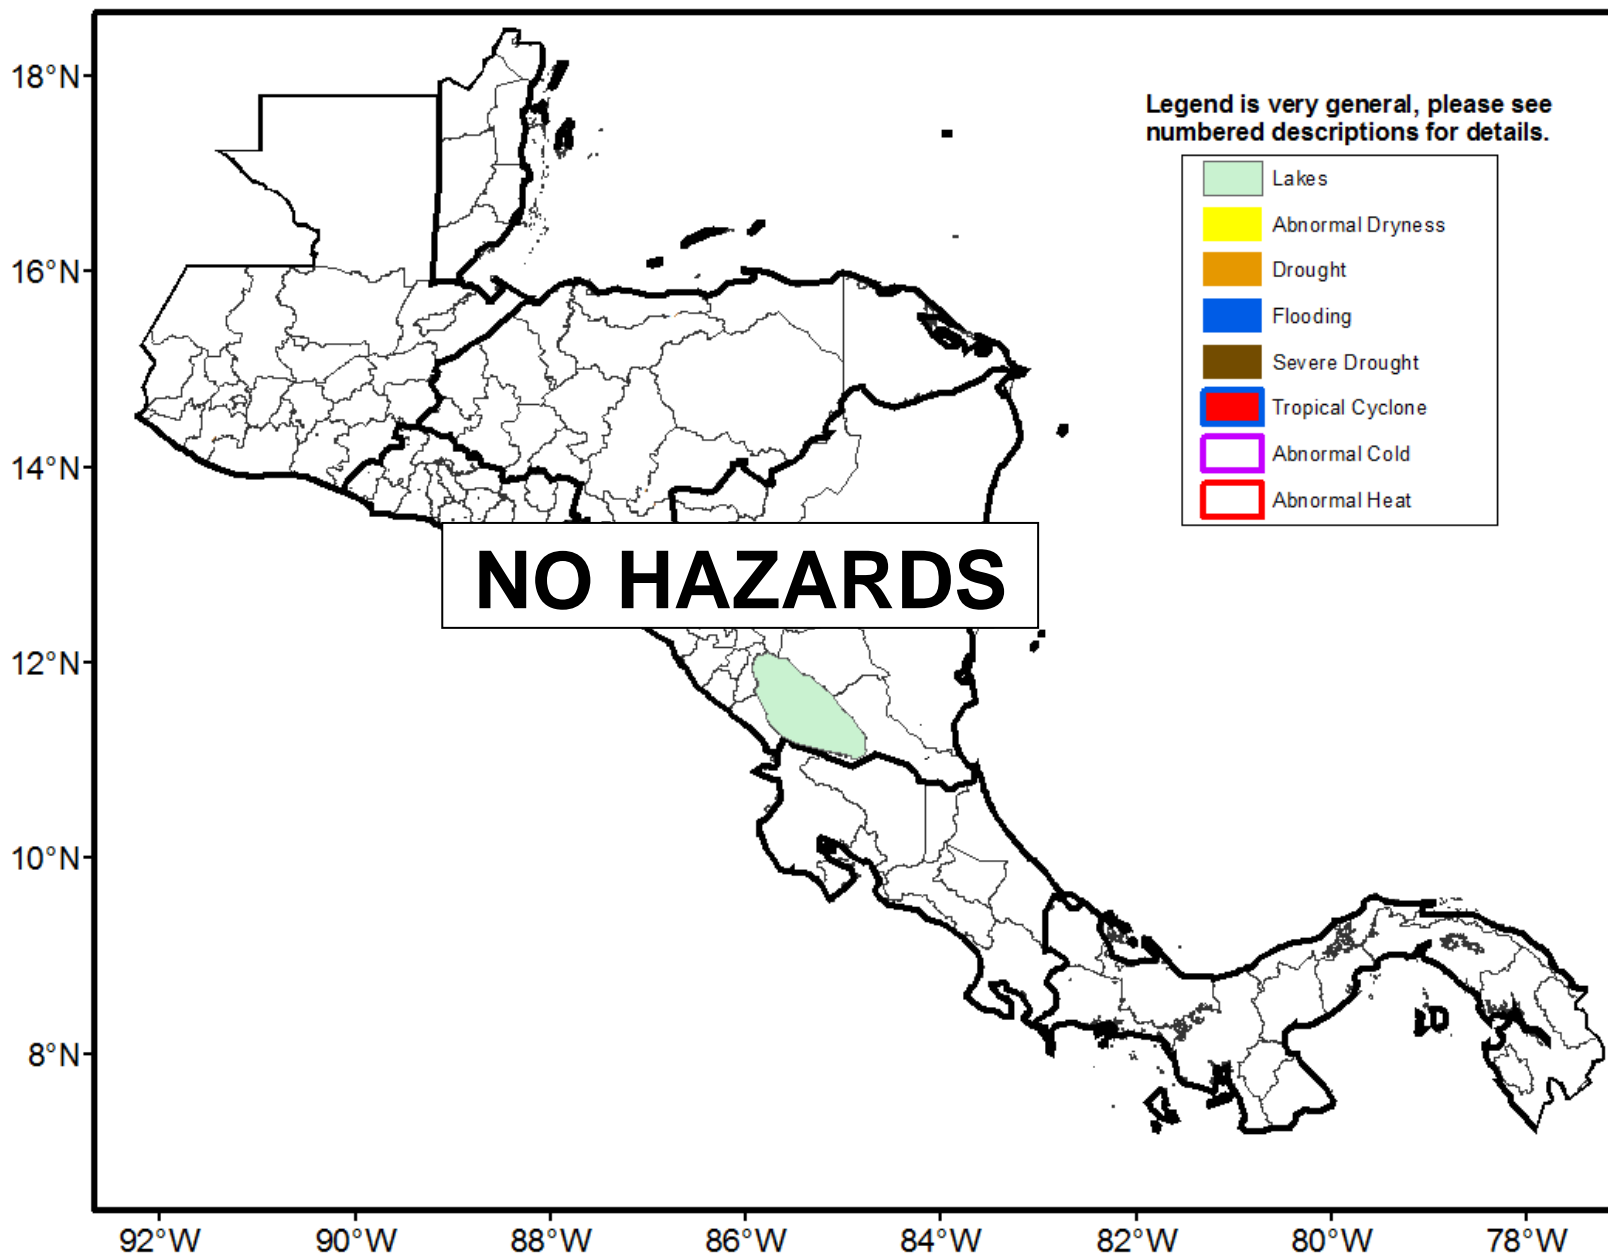 18°N
16°N
14°N
12°N
10°N
8°N
Legend is very general, please see
numbered descriptions for details.
Lakes
Abnormal Dryness
Drought
Flooding
Severe Drought
Tropical Cyclone
Abnormal Cold
Abnormal Heat
NO HAZARDS
92°W 90°W 88°W 86°W 84°W 82°W 80°W 78°W